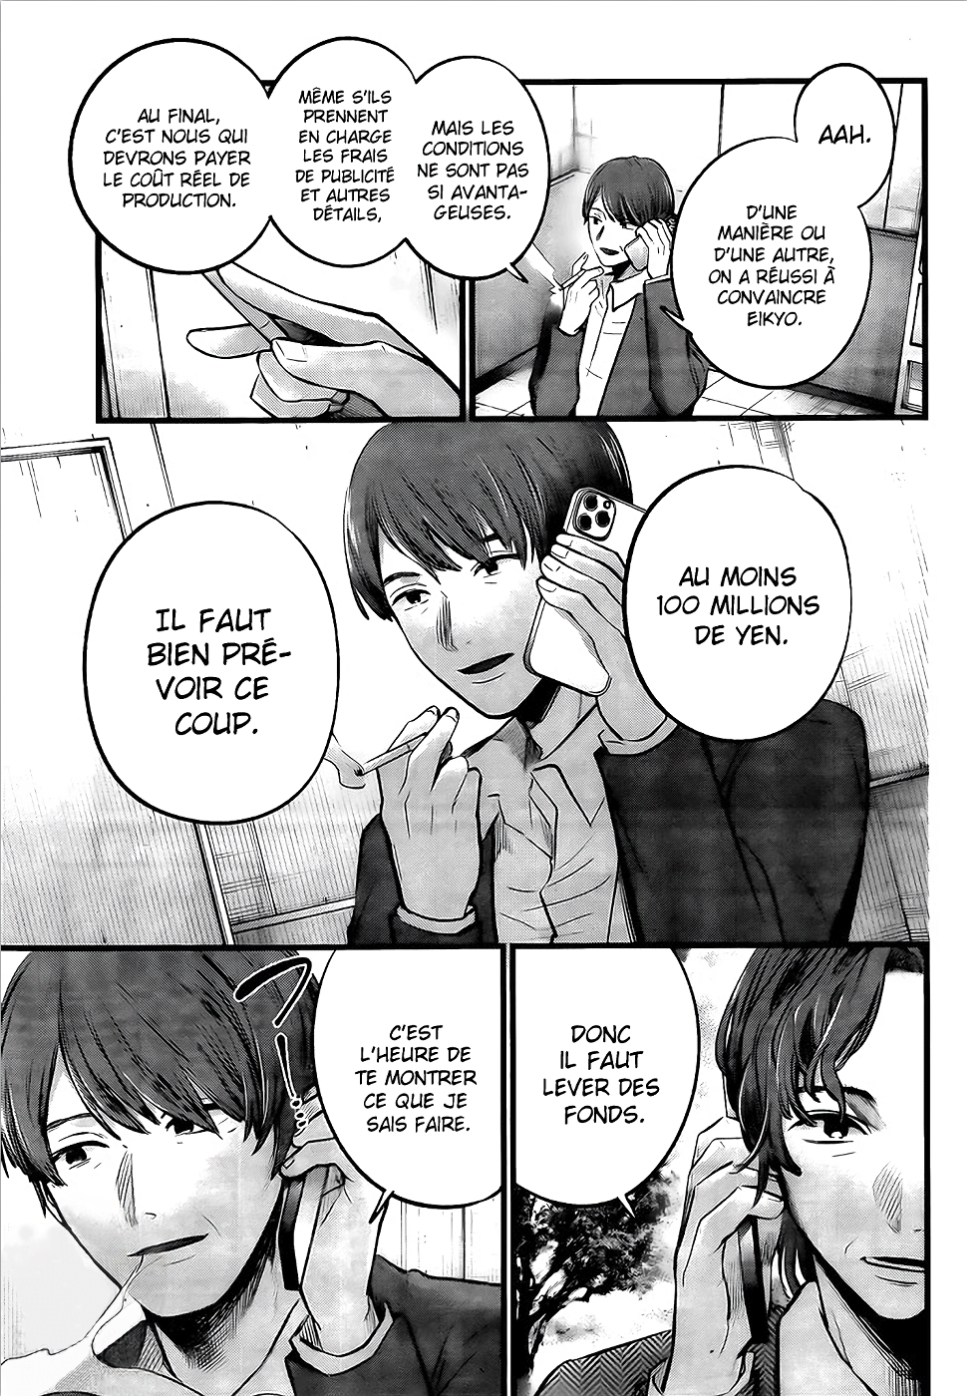 AAH.
D'UNE
MANIÈRE OU
D'UNE AUTRE,
ON A RÉUSSI À
CONVAINCRE
EIKYO.
MAIS LES
CONDITIONS
NE SONT PAS
SI AVANTA-
GEUSES.
MÊME S'ILS
PRENNENT
EN CHARGE
LES FRAIS
DE PUBLICITÉ
ET AUTRES
DÉTAILS,
AU FINAL,
C'EST NOUS QUI
DEVRONS PAYER
LE COÛT RÉEL DE
PRODUCTION.
AU MOINS
100 MILLIONS
DE YEN.
IL FAUT
BIEN PRÉ-
VOIR CE
COUP.
DONC
IL FAUT
LEVER DES
FONDS.
C'EST
L'HEURE DE
TE MONTRER
CE QUE JE
SAIS FAIRE.